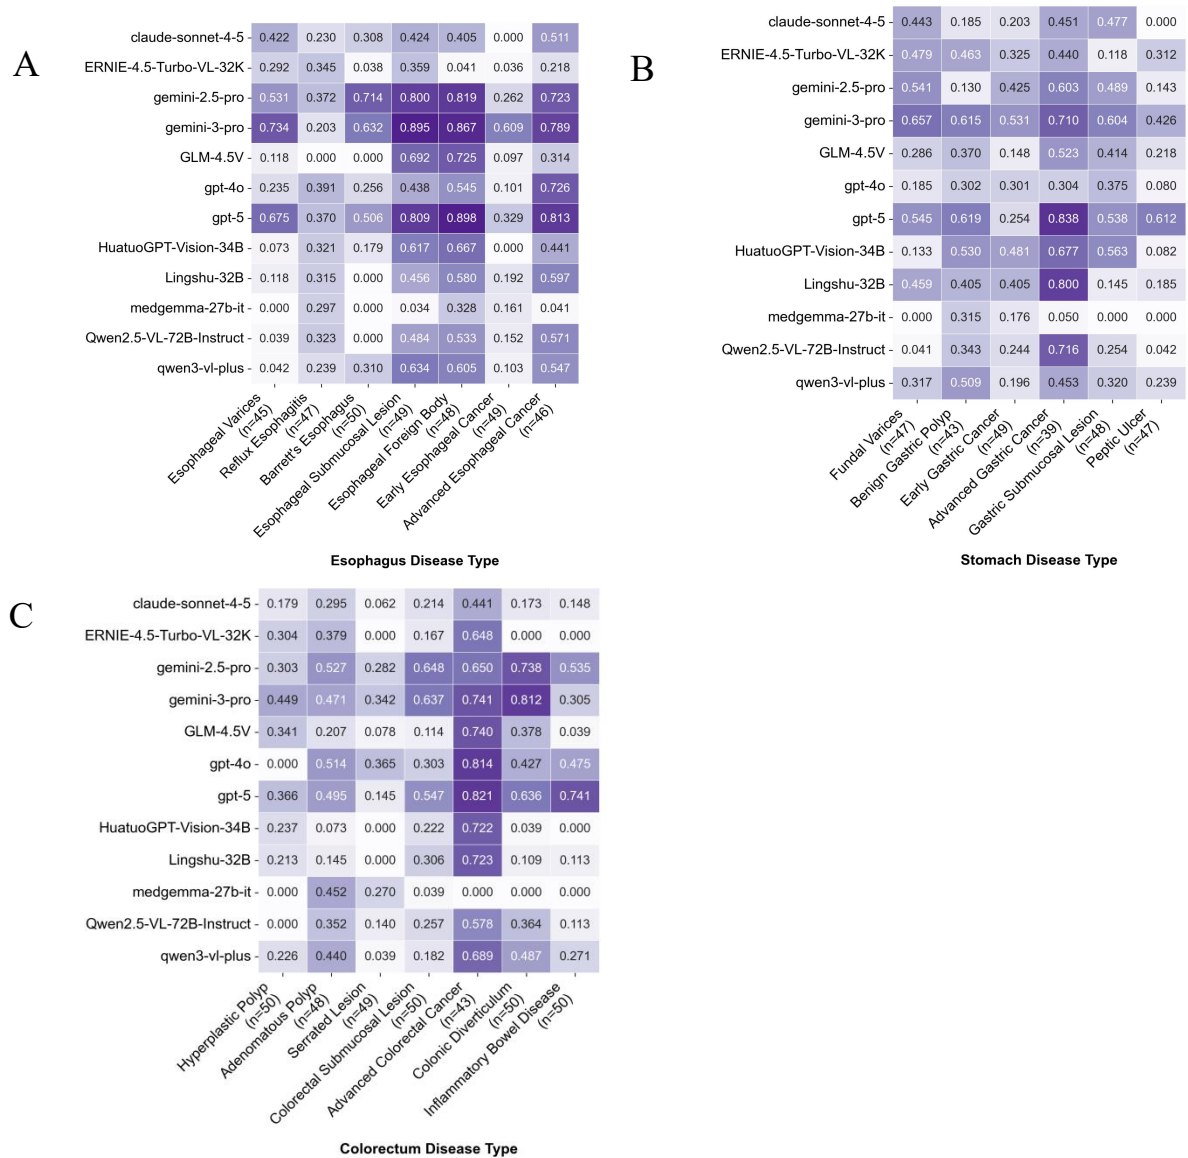 A
claude-sonnet-4-5 0.422 0.230 0.308 0.424 0.405 0.000 0.511
ERNIE-4.5-Turbo-VL-32K 0.292 0.345 0.038 0.359 0.041 0.036 0.218
gemini-2.5-pro 0.531 0.372 0.714 0.800 0.819 0.262 0.723
gemini-3-pro 0.734 0.203 0.632 0.895 0.867 0.609 0.789
GLM-4.5V 0.118 0.000 0.000 0.692 0.725 0.097 0.314
gpt-4o 0.235 0.391 0.256 0.438 0.545 0.101 0.726
gpt-5 0.675 0.370 0.506 0.809 0.898 0.329 0.813
HuatuoGPT-Vision-34B 0.073 0.321 0.179 0.617 0.667 0.000 0.441
Lingshu-32B 0.118 0.315 0.000 0.456 0.580 0.192 0.597
medgemma-27b-it 0.000 0.297 0.000 0.034 0.328 0.161 0.041
Qwen2.5-VL-72B-Instruct 0.039 0.323 0.000 0.484 0.533 0.152 0.571
qwen3-vl-plus 0.042 0.239 0.310 0.634 0.605 0.103 0.547
Esophageal Varices
(n=45)
Reflux Esophagitis
(n=47)
Barrett's Esophagus
(n=50)
Esophageal Submucosal Lesion
(n=49)
Esophageal Foreign Body
(n=48)
Early Esophageal Cancer
(n=49)
Advanced Esophageal Cancer
(n=46)
Esophagus Disease Type
B
claude-sonnet-4-5 0.443 0.185 0.203 0.451 0.477 0.000
ERNIE-4.5-Turbo-VL-32K 0.479 0.463 0.325 0.440 0.118 0.312
gemini-2.5-pro 0.541 0.130 0.425 0.603 0.489 0.143
gemini-3-pro 0.657 0.615 0.531 0.710 0.604 0.426
GLM-4.5V 0.286 0.370 0.148 0.523 0.414 0.218
gpt-4o 0.185 0.302 0.301 0.304 0.375 0.080
gpt-5 0.545 0.619 0.254 0.838 0.538 0.612
HuatuoGPT-Vision-34B 0.133 0.530 0.481 0.677 0.563 0.082
Lingshu-32B 0.459 0.405 0.405 0.800 0.145 0.185
medgemma-27b-it 0.000 0.315 0.176 0.050 0.000 0.000
Qwen2.5-VL-72B-Instruct 0.041 0.343 0.244 0.716 0.254 0.042
qwen3-vl-plus 0.317 0.509 0.196 0.453 0.320 0.239
Fundal Varices
(n=47)
Benign Gastric Polyp
(n=43)
Early Gastric Cancer
(n=49)
Advanced Gastric Cancer
(n=39)
Gastric Submucosal Lesion
(n=48)
Peptic Ulcer
(n=47)
Stomach Disease Type
C
claude-sonnet-4-5 0.179 0.295 0.062 0.214 0.441 0.173 0.148
ERNIE-4.5-Turbo-VL-32K 0.304 0.379 0.000 0.167 0.648 0.000 0.000
gemini-2.5-pro 0.303 0.527 0.282 0.648 0.650 0.738 0.535
gemini-3-pro 0.449 0.471 0.342 0.637 0.741 0.812 0.305
GLM-4.5V 0.341 0.207 0.078 0.114 0.740 0.378 0.039
gpt-4o 0.000 0.514 0.365 0.303 0.814 0.427 0.475
gpt-5 0.366 0.495 0.145 0.547 0.821 0.636 0.741
HuatuoGPT-Vision-34B 0.237 0.073 0.000 0.222 0.722 0.039 0.000
Lingshu-32B 0.213 0.145 0.000 0.306 0.723 0.109 0.113
medgemma-27b-it 0.000 0.452 0.270 0.039 0.000 0.000 0.000
Qwen2.5-VL-72B-Instruct 0.000 0.352 0.140 0.257 0.578 0.364 0.113
qwen3-vl-plus 0.226 0.440 0.039 0.182 0.689 0.487 0.271
Hyperplastic Polyp
(n=50)
Adenomatous Polyp
(n=48)
Serrated Lesion
(n=49)
Colorectal Submucosal Lesion
(n=50)
Advanced Colorectal Cancer
(n=43)
Colonic Diverticulum
(n=50)
Inflammatory Bowel Disease
(n=50)
Colorectum Disease Type